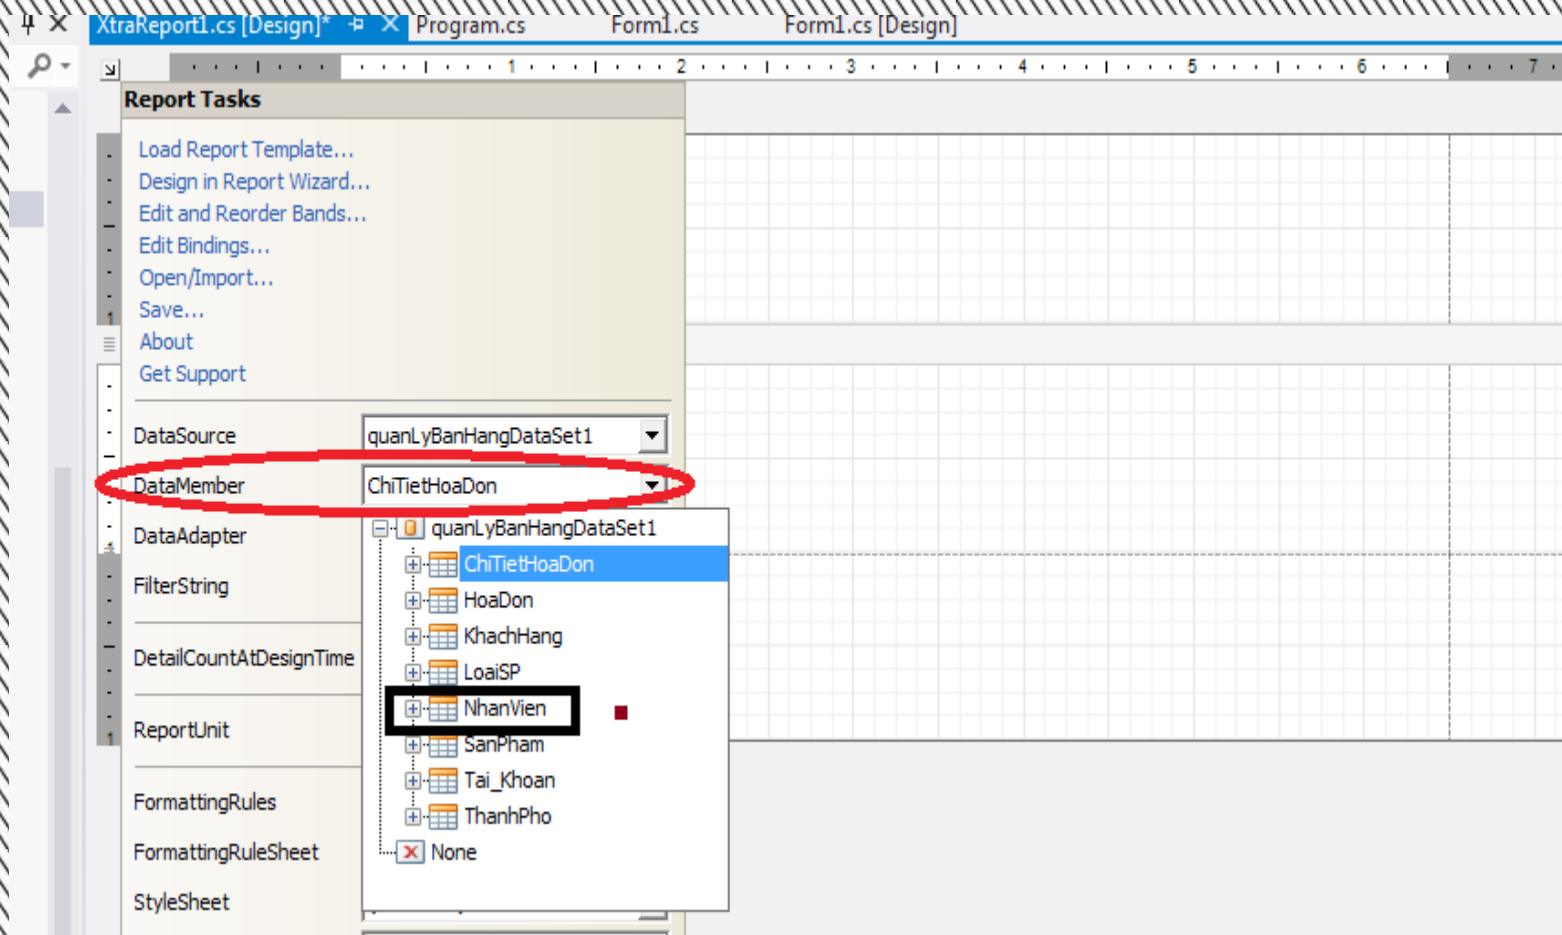 XtraReport1.cs [Design]* Program.cs Form1.cs Form1.cs [Design]
1 2 3 4 5 6 7
Report Tasks
Load Report Template...
Design in Report Wizard...
Edit and Reorder Bands...
Edit Bindings...
Open/Import...
Save...
1
About
Get Support
DataSource quanLyBanHangDataSet1
DataMember ChiTietHoaDon
quanLyBanHangDataSet1
DataAdapter
ChiTietHoaDon
FilterString
HoaDon
KhachHang
DetailCountAtDesignTime
LoaiSP
NhanVien
ReportUnit
1
SanPham
Tai_Khoan
FormattingRules
ThanhPho
FormattingRuleSheet
None
StyleSheet